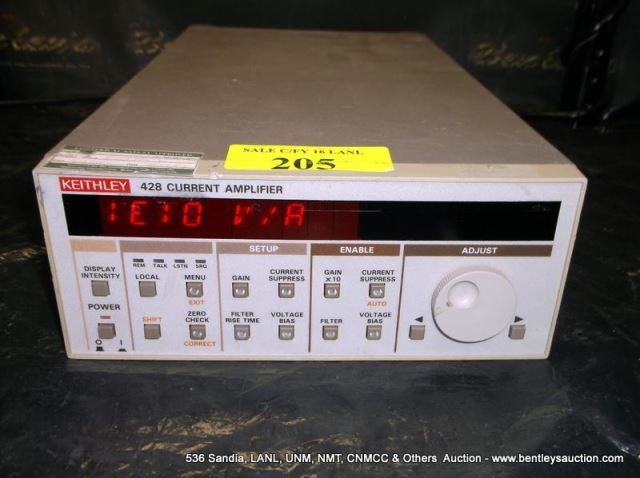 SALE C/FY 16 LANL
205
KEITHLEY 428 CURRENT AMPLIFIER
1E10 V/A
SETUP ENABLE ADJUST
REM TALK LSTN SRQ
DISPLAY INTENSITY
LOCAL MENU GAIN CURRENT SUPPRESS GAIN x10 CURRENT SUPPRESS
EXIT AUTO
POWER
SHIFT ZERO CHECK FILTER RISE TIME VOLTAGE BIAS FILTER VOLTAGE BIAS
CORRECT
O I
536 Sandia, LANL, UNM, NMT, CNMCC & Others Auction - www.bentleysauction.com